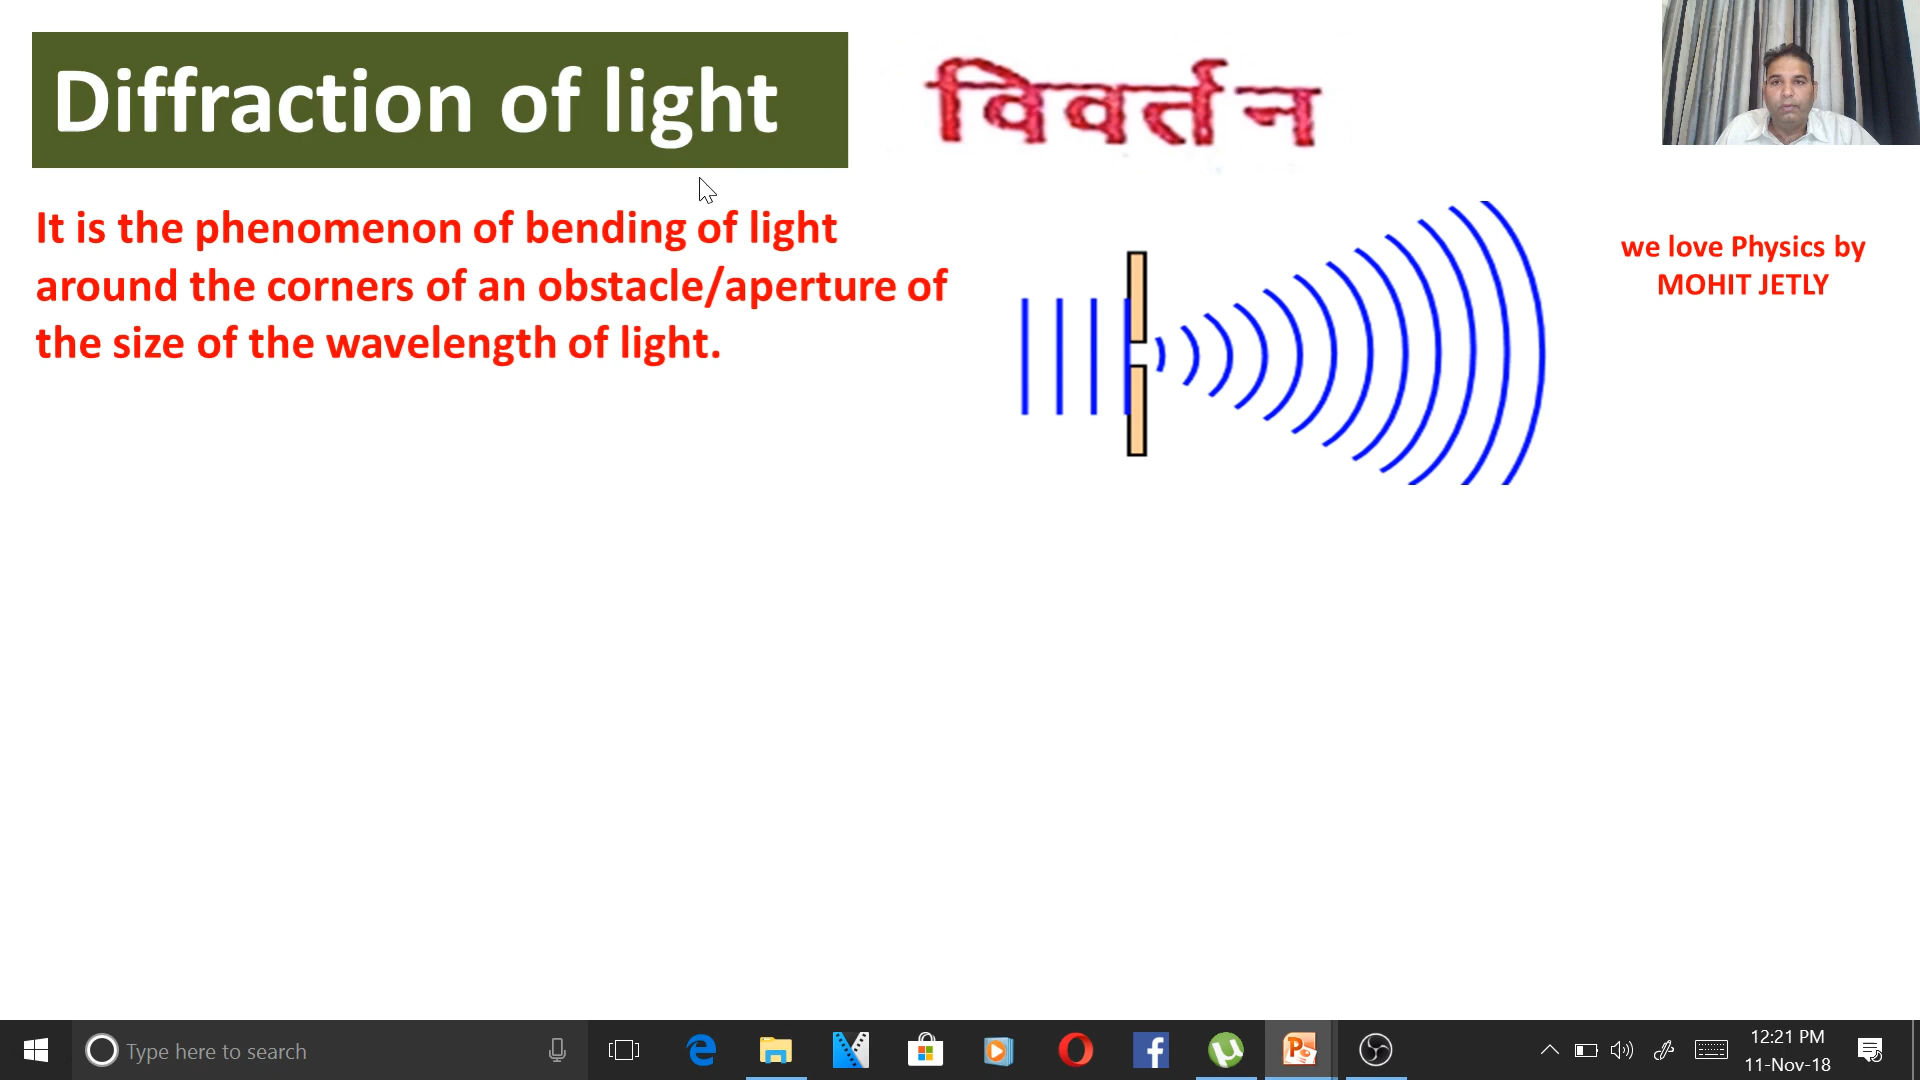 Diffraction of light
विवर्तन
It is the phenomenon of bending of light
around the corners of an obstacle/aperture of
the size of the wavelength of light.
we love Physics by
MOHIT JETLY
Type here to search
12:21 PM
11-Nov-18